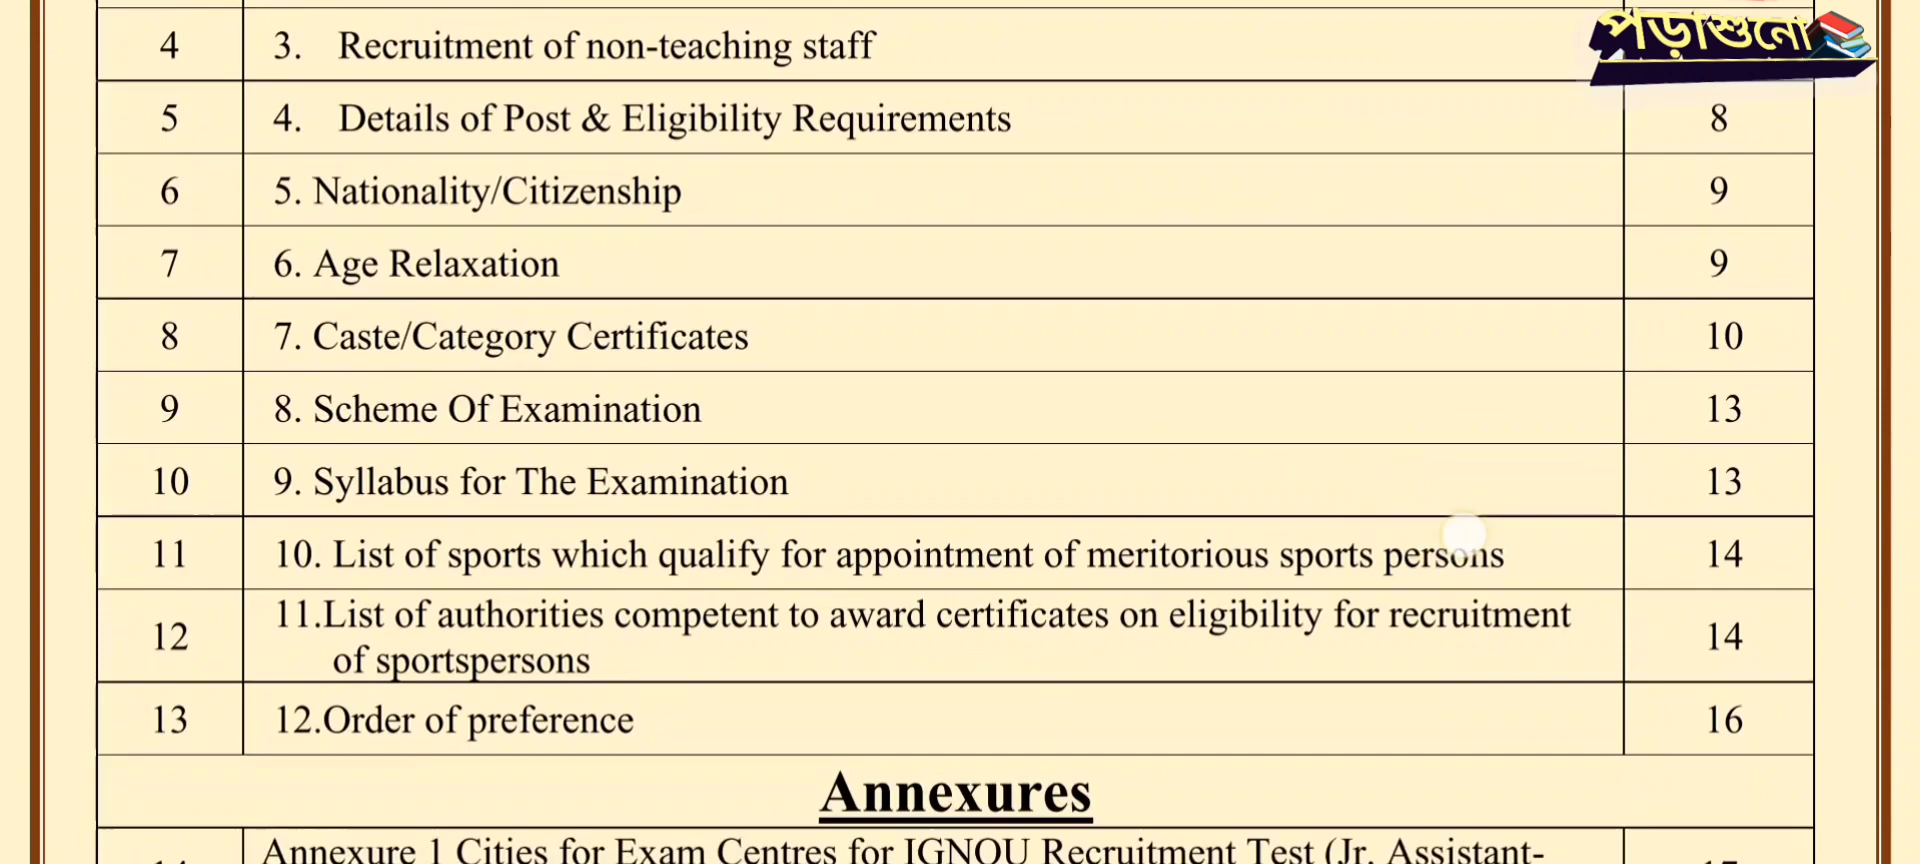 পড়াশুনো
4 3. Recruitment of non-teaching staff
5 4. Details of Post & Eligibility Requirements 8
6 5. Nationality/Citizenship 9
7 6. Age Relaxation 9
8 7. Caste/Category Certificates 10
9 8. Scheme Of Examination 13
10 9. Syllabus for The Examination 13
11 10. List of sports which qualify for appointment of meritorious sports persons 14
12 11.List of authorities competent to award certificates on eligibility for recruitment 14
of sportspersons
13 12.Order of preference 16
Annexures
Annexure 1 Cities for Exam Centres for IGNOU Recruitment Test (Jr. Assistant-